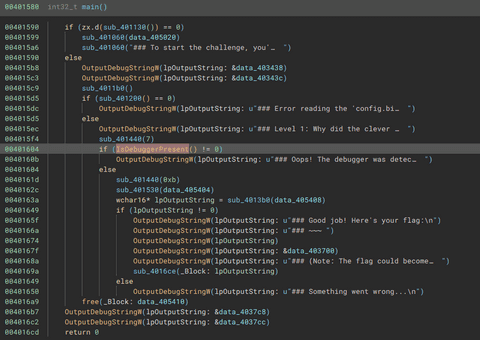 00401580 int32_t main()
00401590 if (zx.d(sub_401130()) == 0)
00401599 sub_401060(data_405020)
004015a6 sub_401060("### To start the challenge, you'… ")
00401590 else
004015b8 OutputDebugStringW(lpOutputString: &data_403438)
004015c3 OutputDebugStringW(lpOutputString: &data_40343c)
004015c9 sub_4011b0()
004015d5 if (sub_401200() == 0)
004015dc OutputDebugStringW(lpOutputString: u"### Error reading the 'config.bi… ")
004015d5 else
004015ec OutputDebugStringW(lpOutputString: u"### Level 1: Why did the clever … ")
004015f4 sub_401440(7)
00401604 if (IsDebuggerPresent() != 0)
0040160b OutputDebugStringW(lpOutputString: u"### Oops! The debugger was detec… ")
00401604 else
0040161d sub_401440(0xb)
0040162c sub_401530(data_405404)
0040163a wchar16* lpOutputString = sub_4013b0(data_405408)
00401649 if (lpOutputString != 0)
0040165f OutputDebugStringW(lpOutputString: u"### Good job! Here's your flag:\n")
0040166a OutputDebugStringW(lpOutputString: u"### ~~~ ")
00401674 OutputDebugStringW(lpOutputString)
0040167f OutputDebugStringW(lpOutputString: &data_403700)
0040168a OutputDebugStringW(lpOutputString: u"### (Note: The flag could become… ")
0040169a sub_4016ce(_Block: lpOutputString)
00401649 else
00401650 OutputDebugStringW(lpOutputString: u"### Something went wrong...\n")
004016a9 free(_Block: data_405410)
004016b7 OutputDebugStringW(lpOutputString: &data_4037c8)
004016c2 OutputDebugStringW(lpOutputString: &data_4037cc)
004016cd return 0